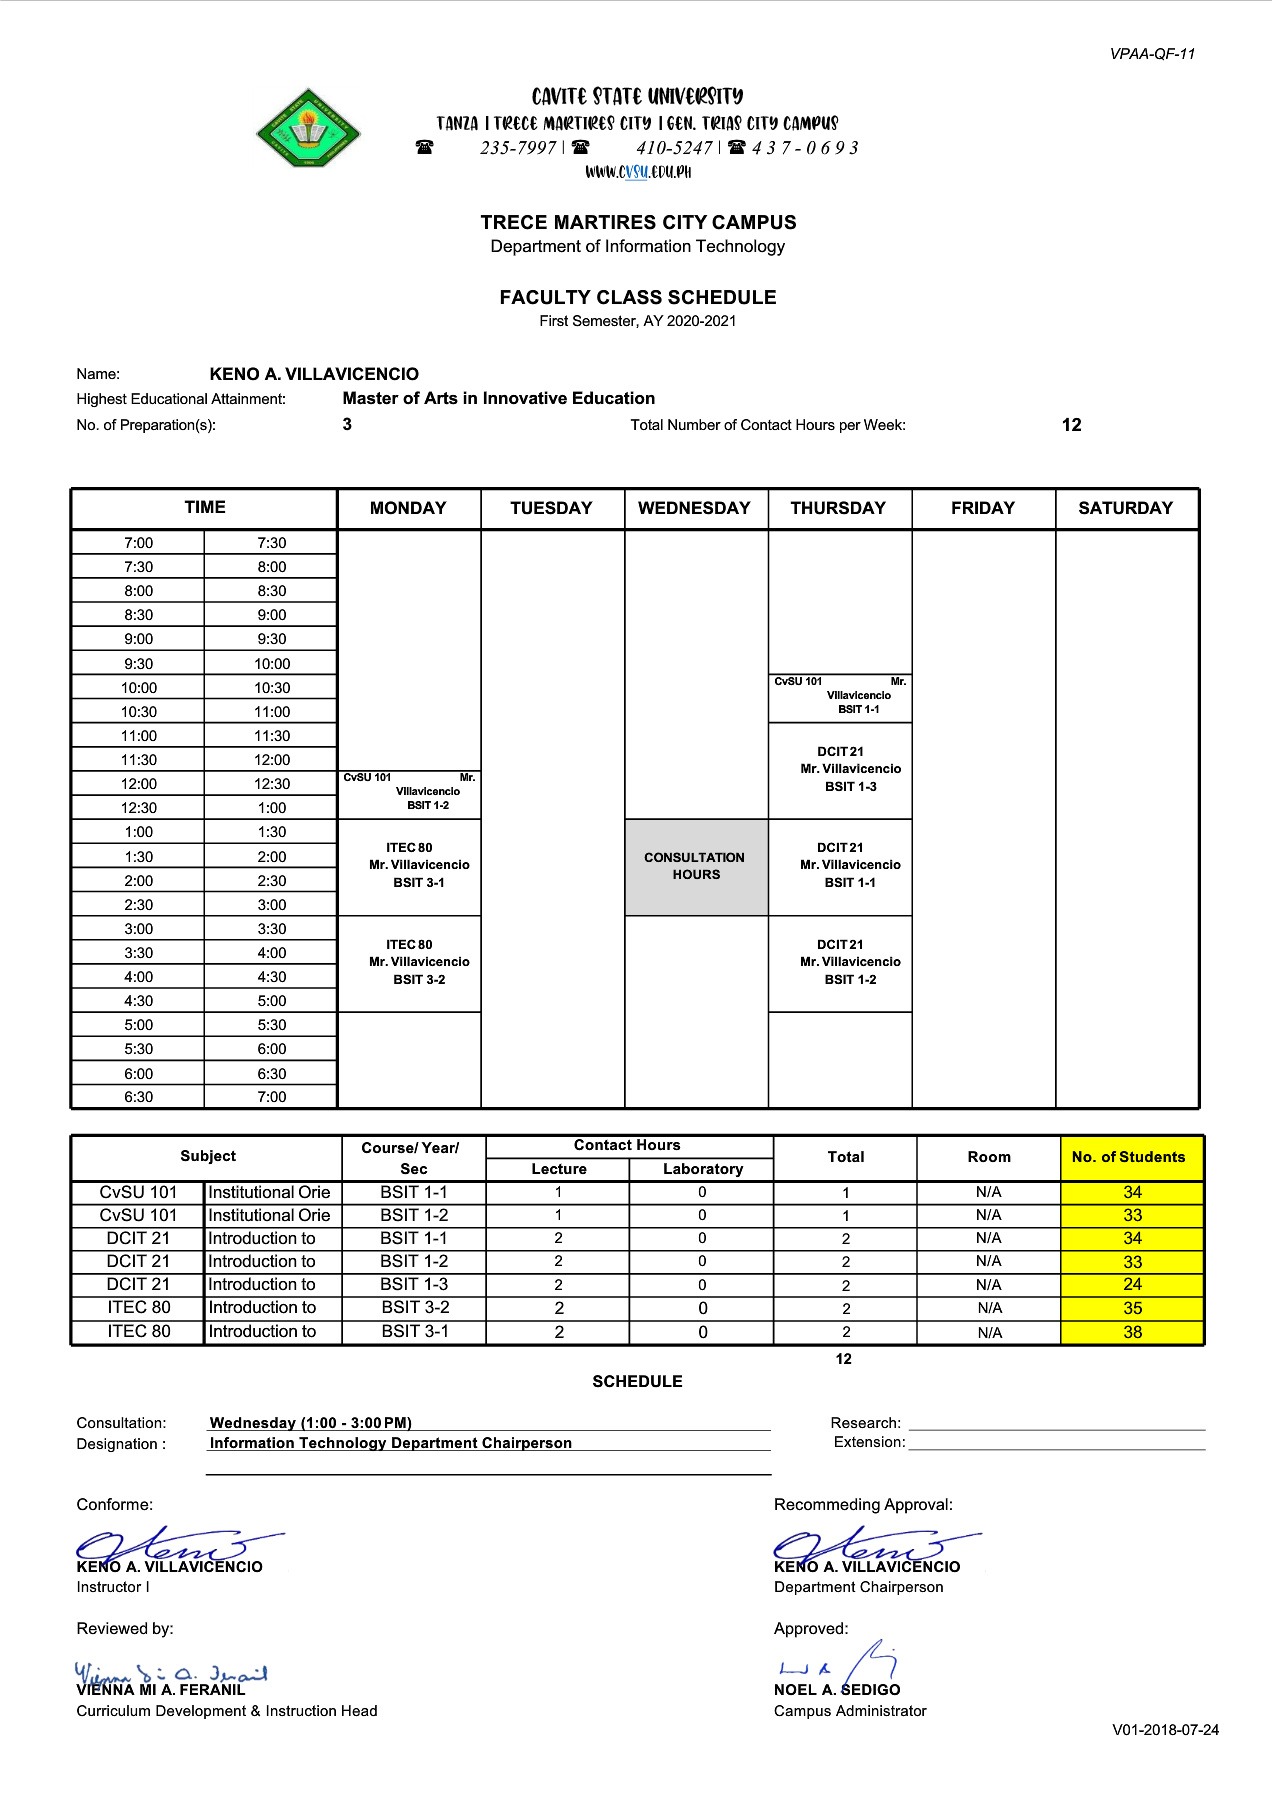 VPAA-QF-11
CAVITE STATE UNIVERSITY
TANZA | TRECE MARTIRES CITY | GEN. TRIAS CITY CAMPUS
☎ 235-7997 | ☎ 410-5247 | ☎ 4 3 7 - 0 6 9 3
WWW.CVSU.EDU.PH
TRECE MARTIRES CITY CAMPUS
Department of Information Technology
FACULTY CLASS SCHEDULE
First Semester, AY 2020-2021
Name: KENO A. VILLAVICENCIO
Highest Educational Attainment: Master of Arts in Innovative Education
No. of Preparation(s): 3 Total Number of Contact Hours per Week: 12
TIME MONDAY TUESDAY WEDNESDAY THURSDAY FRIDAY SATURDAY
7:00 7:30
7:30 8:00
8:00 8:30
8:30 9:00
9:00 9:30
9:30 10:00
10:00 10:30
10:30 11:00
11:00 11:30
11:30 12:00
12:00 12:30
12:30 1:00
1:00 1:30
1:30 2:00
2:00 2:30
2:30 3:00
3:00 3:30
3:30 4:00
4:00 4:30
4:30 5:00
5:00 5:30
5:30 6:00
6:00 6:30
6:30 7:00
CvSU 101 Mr.
Villavicencio
BSIT 1-2
ITEC 80
Mr. Villavicencio
BSIT 3-1
ITEC 80
Mr. Villavicencio
BSIT 3-2
CONSULTATION
HOURS
CvSU 101 Mr.
Villavicencio
BSIT 1-1
DCIT 21
Mr. Villavicencio
BSIT 1-3
DCIT 21
Mr. Villavicencio
BSIT 1-1
DCIT 21
Mr. Villavicencio
BSIT 1-2
Subject Course/ Year/ Sec Contact Hours Total Room No. of Students
Lecture Laboratory
CvSU 101 Institutional Orie BSIT 1-1 1 0 1 N/A 34
CvSU 101 Institutional Orie BSIT 1-2 1 0 1 N/A 33
DCIT 21 Introduction to BSIT 1-1 2 0 2 N/A 34
DCIT 21 Introduction to BSIT 1-2 2 0 2 N/A 33
DCIT 21 Introduction to BSIT 1-3 2 0 2 N/A 24
ITEC 80 Introduction to BSIT 3-2 2 0 2 N/A 35
ITEC 80 Introduction to BSIT 3-1 2 0 2 N/A 38
12
SCHEDULE
Consultation: Wednesday (1:00 - 3:00 PM) Research:
Designation : Information Technology Department Chairperson Extension:
Conforme: Recommeding Approval:
KENO A. VILLAVICENCIO KENO A. VILLAVICENCIO
Instructor I Department Chairperson
Reviewed by: Approved:
Vienna Mi A. Feranil
VIENNA MI A. FERANIL NOEL A. SEDIGO
Curriculum Development & Instruction Head Campus Administrator
V01-2018-07-24